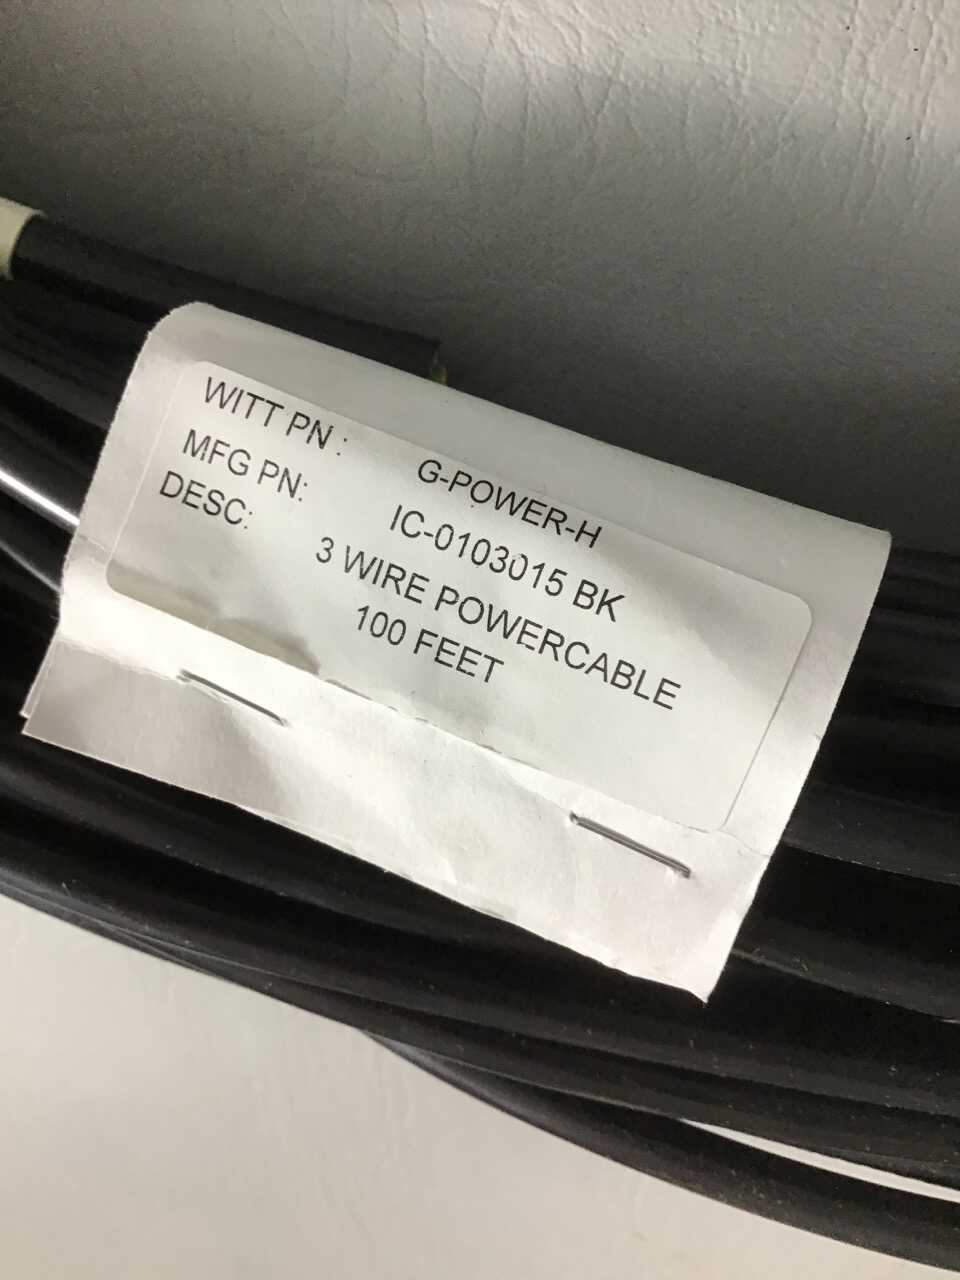 WITT PN : G-POWER-H
MFG PN: IC-0103015 BK
DESC: 3 WIRE POWERCABLE
100 FEET